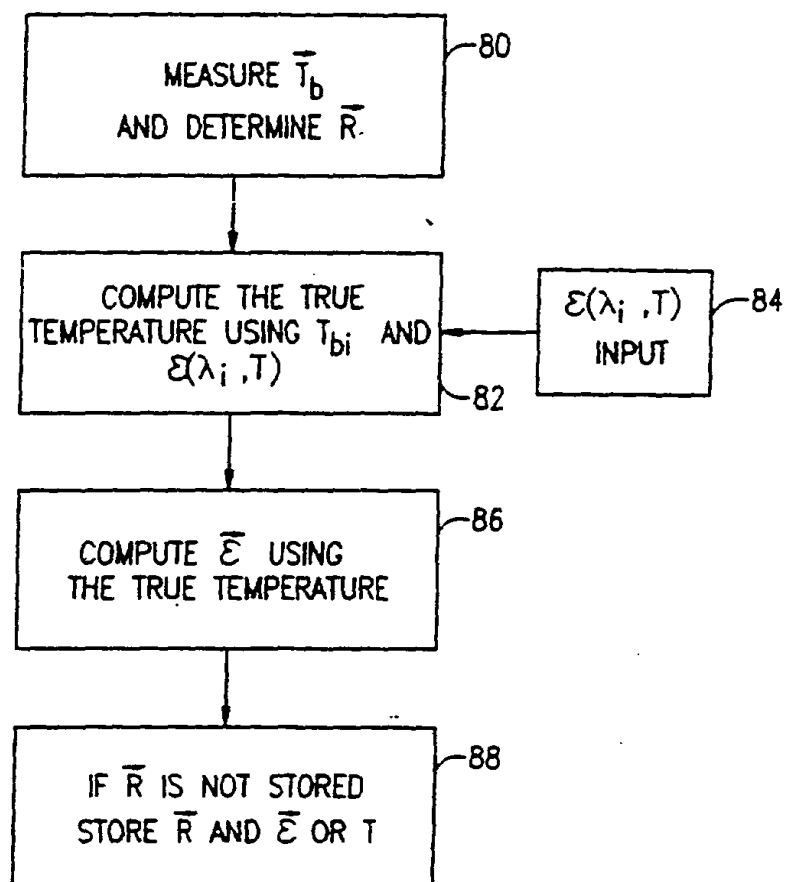 MEASURE T⃗b
AND DETERMINE R⃗
80
COMPUTE THE TRUE
TEMPERATURE USING Tbi AND
ℰ(λi ,T)
82
ℰ(λi ,T)
INPUT
84
COMPUTE ℰ⃗ USING
THE TRUE TEMPERATURE
86
IF R⃗ IS NOT STORED
STORE R⃗ AND ℰ⃗ OR T
88